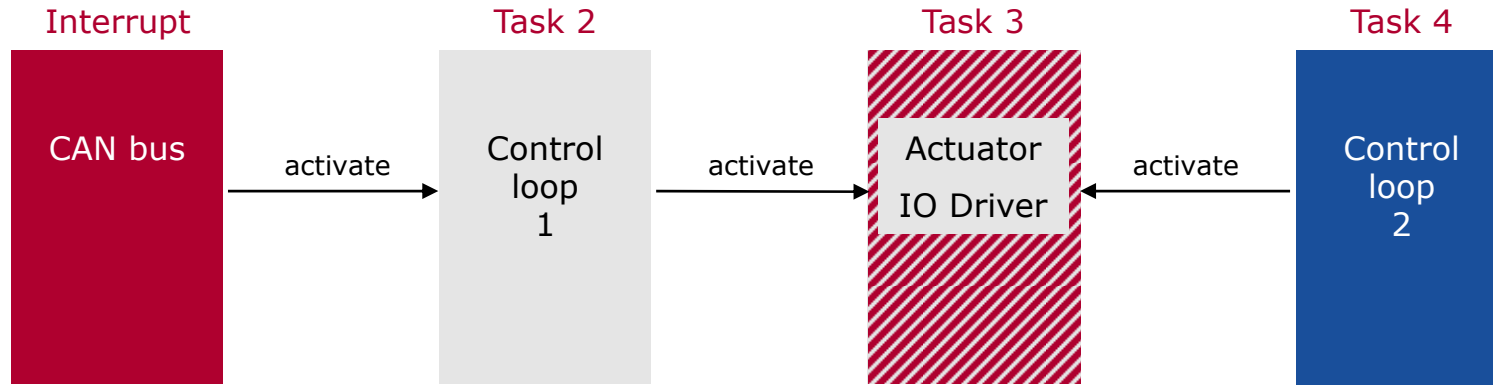 Interrupt
Task 2
Task 3
Task 4
CAN bus
activate
Control
loop
1
activate
Actuator
IO Driver
activate
Control
loop
2